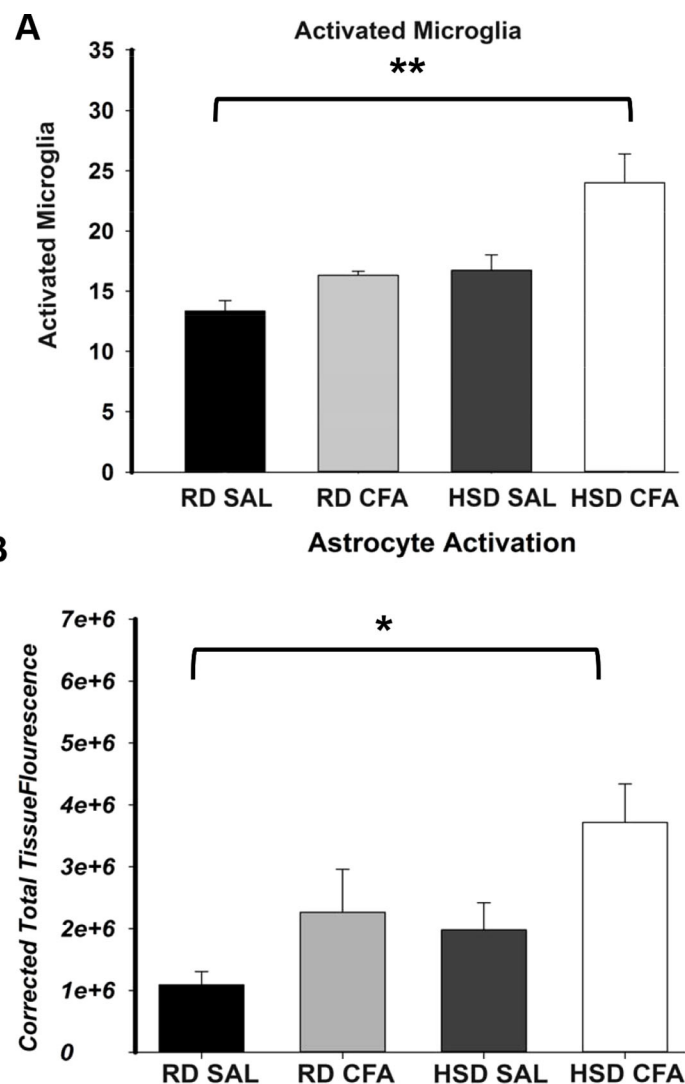 A
Activated Microglia
**
Activated Microglia
35
30
25
20
15
10
5
0
RD SAL RD CFA HSD SAL HSD CFA
B
Astrocyte Activation
*
Corrected Total TissueFlourescence
7e+6
6e+6
5e+6
4e+6
3e+6
2e+6
1e+6
0
RD SAL RD CFA HSD SAL HSD CFA